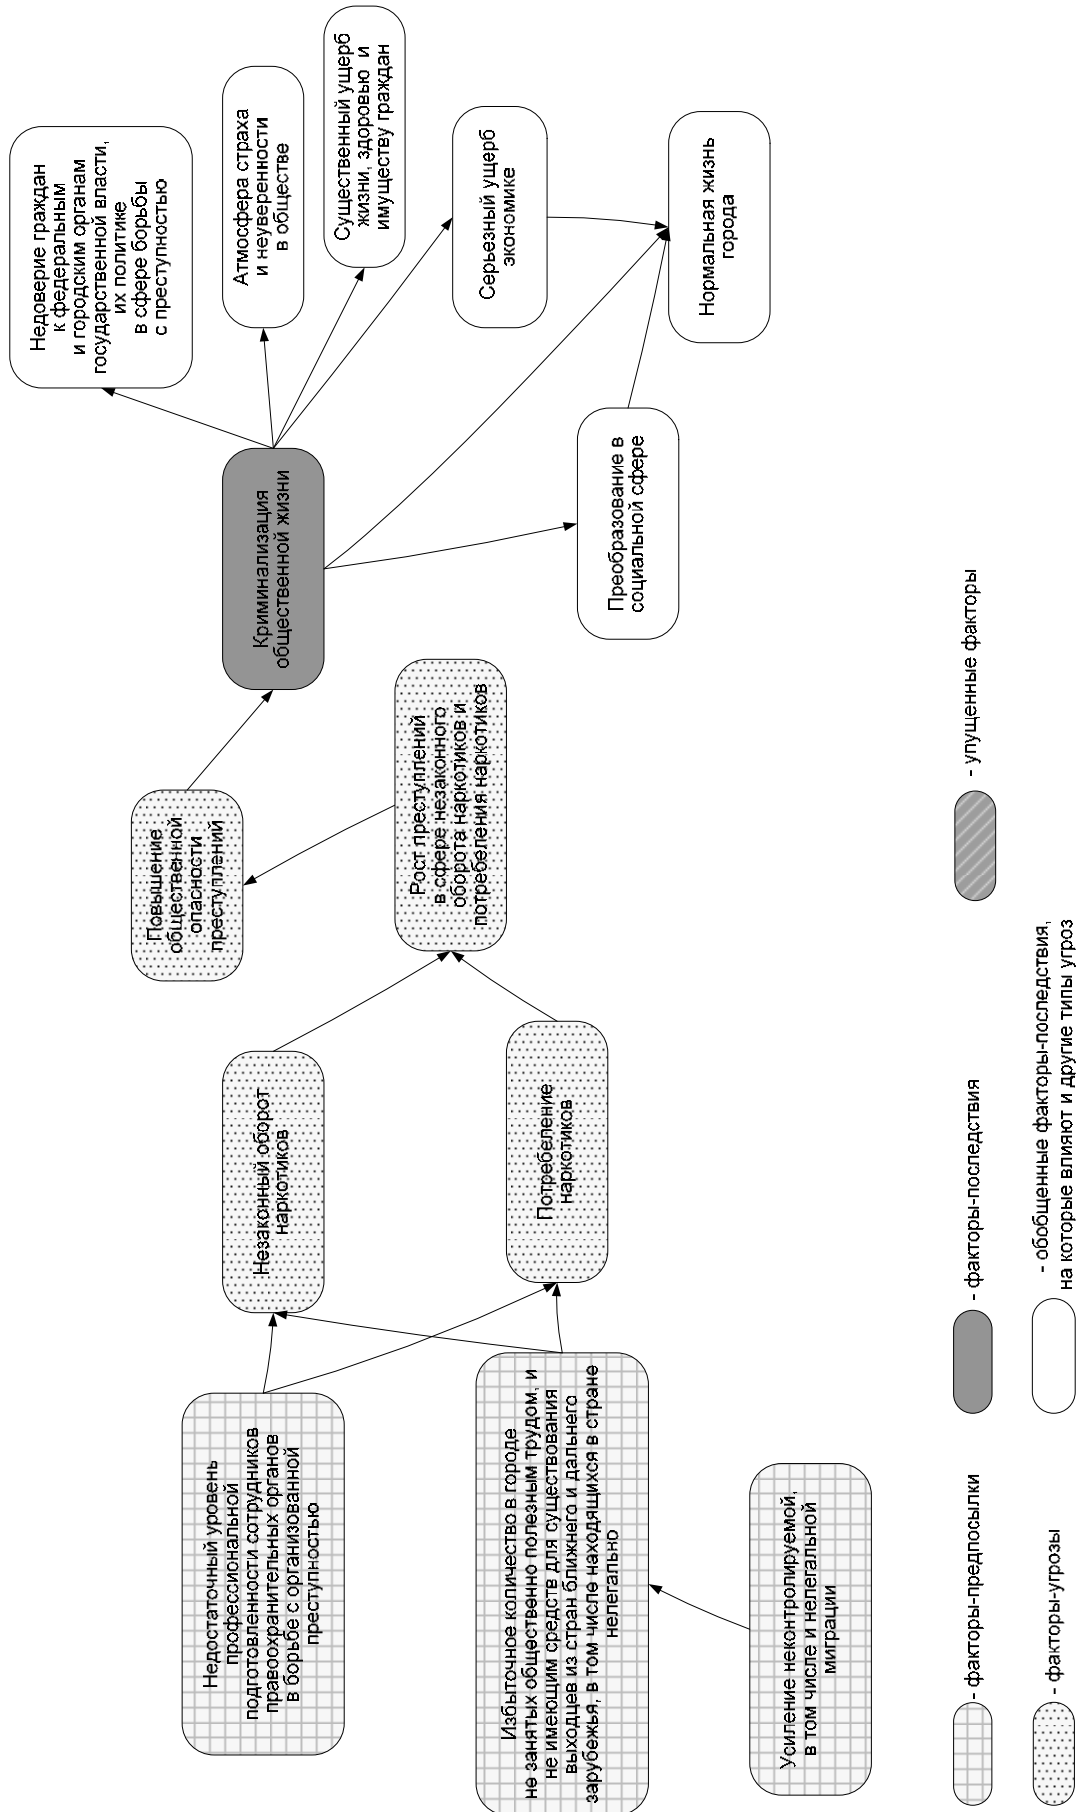 Недоверие граждан
к федеральным
и городским органам
государственной власти,
их политике
в сфере борьбы
с преступностью
Атмосфера страха
и неуверенности
в обществе
Существенный ущерб
жизни, здоровью и
имуществу граждан
Серьезный ущерб
экономике
Нормальная жизнь
города
Криминализация
общественной жизни
Преобразование в
социальной сфере
Повышение
общественной
опасности
преступлений
Рост преступлений
в сфере незаконного
оборота наркотиков и
потребления наркотиков
Незаконный оборот
наркотиков
Потребеление
наркотиков
Недостаточный уровень
профессиональной
подготовленности сотрудников
правоохранительных органов
в борьбе с организованной
преступностью
Избыточное количество в городе
не занятых общественно полезным трудом, и
не имеющим средств для существования
выходцев из стран ближнего и дальнего
зарубежья, в том числе находящихся в стране
нелегально
Усиление неконтролируемой,
в том числе и нелегальной
миграции
- факторы-предпосылки
- факторы-последствия
- упущенные факторы
- факторы-угрозы
- обобщенные факторы-последствия,
на которые влияют и другие типы угроз